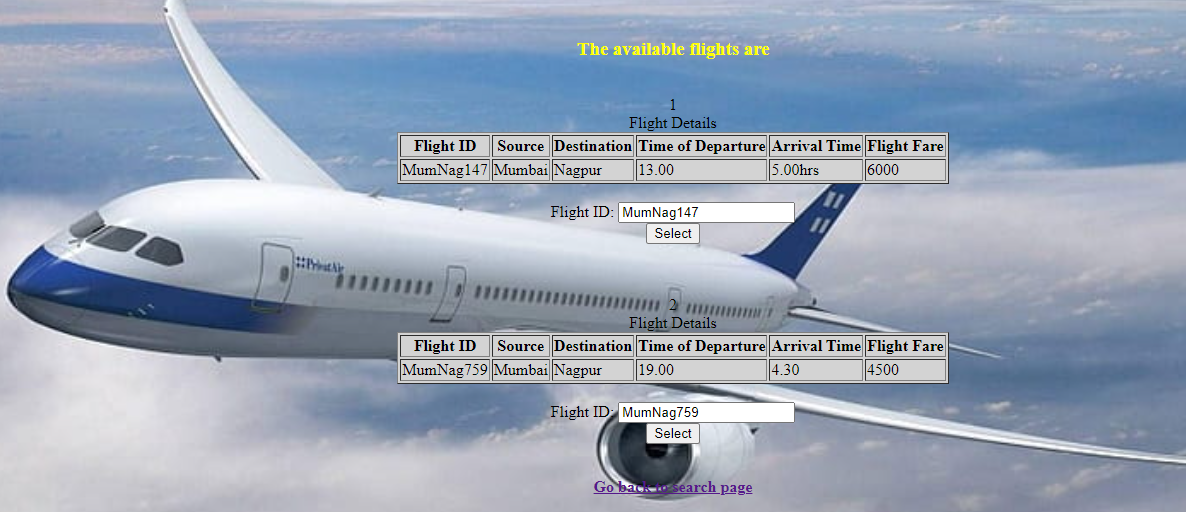 The available flights are
1
Flight Details
Flight ID Source Destination Time of Departure Arrival Time Flight Fare
MumNag147 Mumbai Nagpur 13.00 5.00hrs 6000
Flight ID: MumNag147
Select
PrivatAir
2
Flight Details
Flight ID Source Destination Time of Departure Arrival Time Flight Fare
MumNag759 Mumbai Nagpur 19.00 4.30 4500
Flight ID: MumNag759
Select
Go back to search page